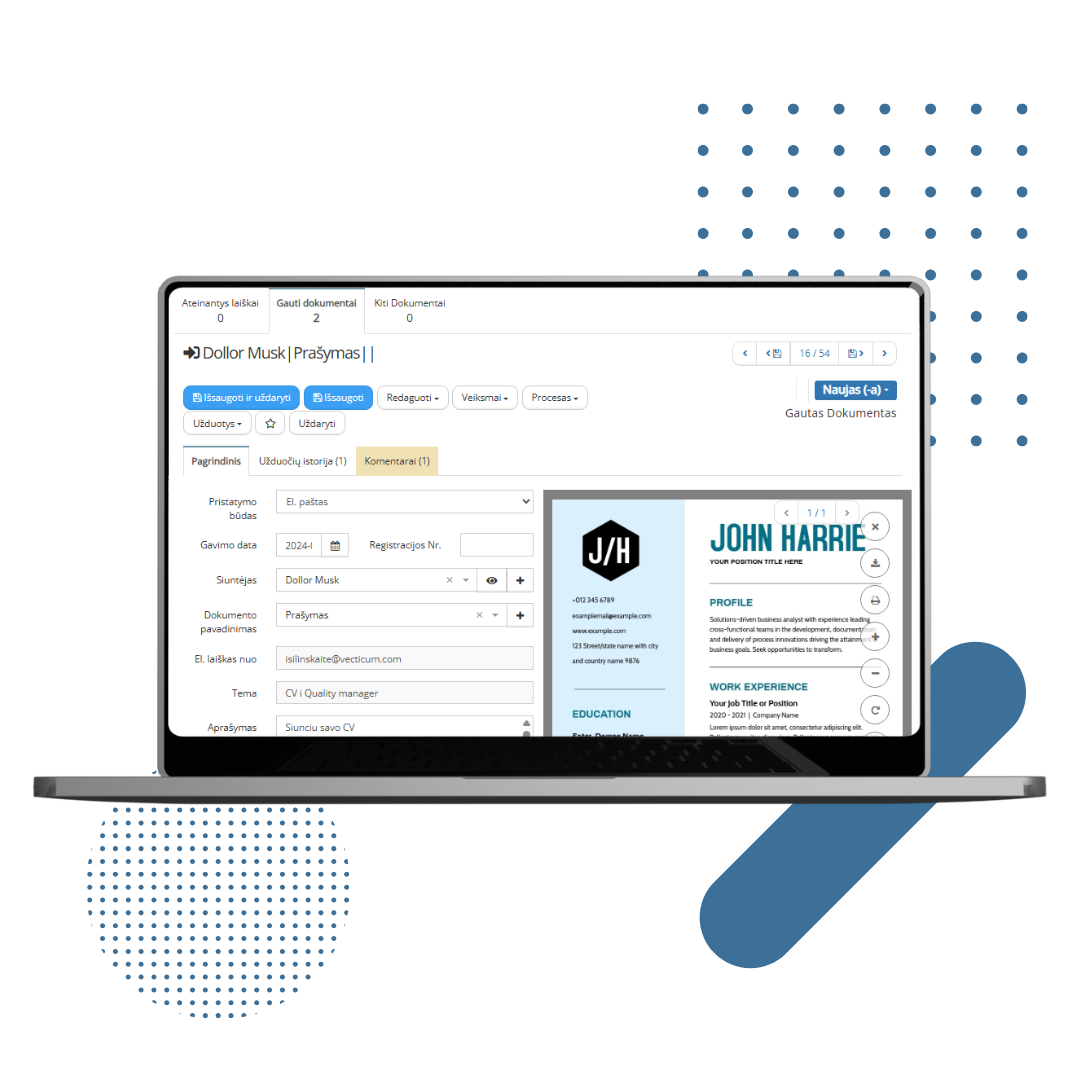 Ateinantys laiškai
0
Gauti dokumentai
2
Kiti Dokumentai
0
Dollor Musk|Prašymas||
16 / 54
Išsaugoti ir uždaryti
Išsaugoti
Redaguoti
Veiksmai
Procesas
Naujas (-a)
Užduotys
Uždaryti
Gautas Dokumentas
Pagrindinis
Užduočių istorija (1)
Komentarai (1)
Pristatymo būdas
El. paštas
Gavimo data
2024-
Registracijos Nr.
Siuntėjas
Dollor Musk
Dokumento pavadinimas
Prašymas
El. laiškas nuo
isilinskaite@vecticum.com
Tema
CV i Quality manager
Aprašymas
Siunciu savo CV
1 / 1
J/H
+012 345 6789
examplemail@example.com
www.example.com
123 Street/state name with city
and country name 9876
EDUCATION
Enter Degree Name
JOHN HARRIE
YOUR POSITION TITLE HERE
PROFILE
Solutions-driven business analyst with experience leading
cross-functional teams in the development, documentation
and delivery of process innovations driving the attainment
business goals. Seek opportunities to transform.
WORK EXPERIENCE
Your Job Title or Position
2020 - 2021 | Company Name
Lorem ipsum dolor sit amet, consectetur adipiscing elit.